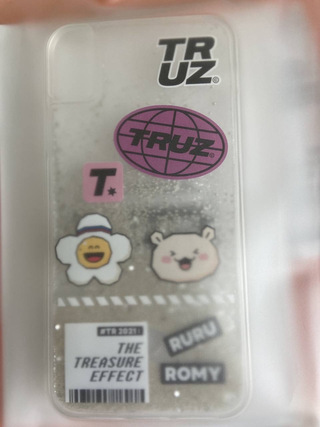 TR
UZ
TRUZ
T.
#TR 2021:
THE
TREASURE
EFFECT
RURU
ROMY